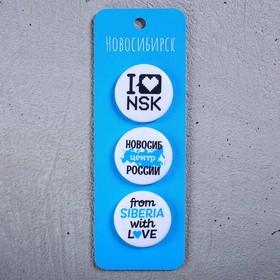 Новосибирск
I
NSK
НОВОСИБ
центр
РОССИИ
from
SIBERIA
with
LOVE